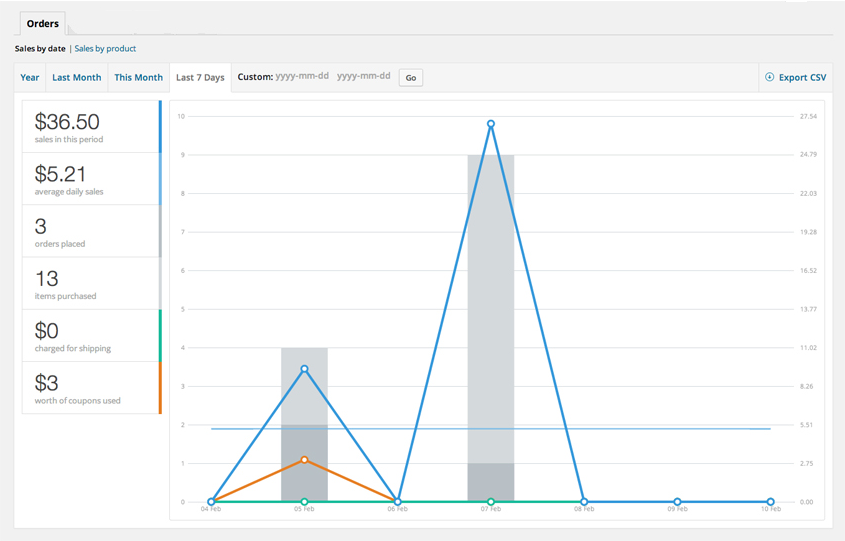 Orders
Sales by date | Sales by product
Year Last Month This Month Last 7 Days Custom: yyyy-mm-dd yyyy-mm-dd Go Export CSV
$36.50
sales in this period
$5.21
average daily sales
3
orders placed
13
items purchased
$0
charged for shipping
$3
worth of coupons used
10 27.54
9 24.79
8 22.03
7 19.28
6 16.52
5 13.77
4 11.02
3 8.26
2 5.51
1 2.75
0 0.00
04 Feb 05 Feb 06 Feb 07 Feb 08 Feb 09 Feb 10 Feb